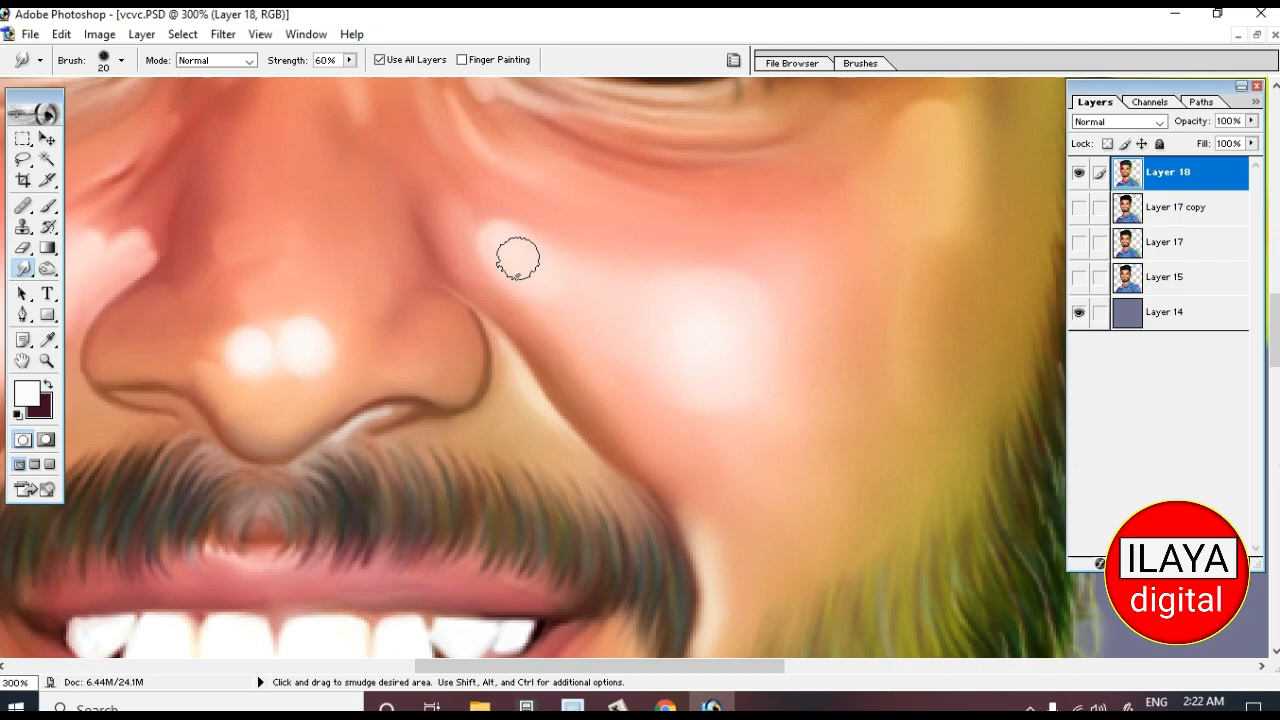 Adobe Photoshop - [vcvc.PSD @ 300% (Layer 18, RGB)]
File Edit Image Layer Select Filter View Window Help
Brush: 20 Mode: Normal Strength: 60% Use All Layers Finger Painting File Browser Brushes
Layers Channels Paths
Normal Opacity: 100%
Lock: Fill: 100%
Layer 18
Layer 17 copy
Layer 17
Layer 15
Layer 14
ILAYA
digital
300% Doc: 6.44M/24.1M Click and drag to smudge desired area. Use Shift, Alt, and Ctrl for additional options.
Search ENG 2:22 AM